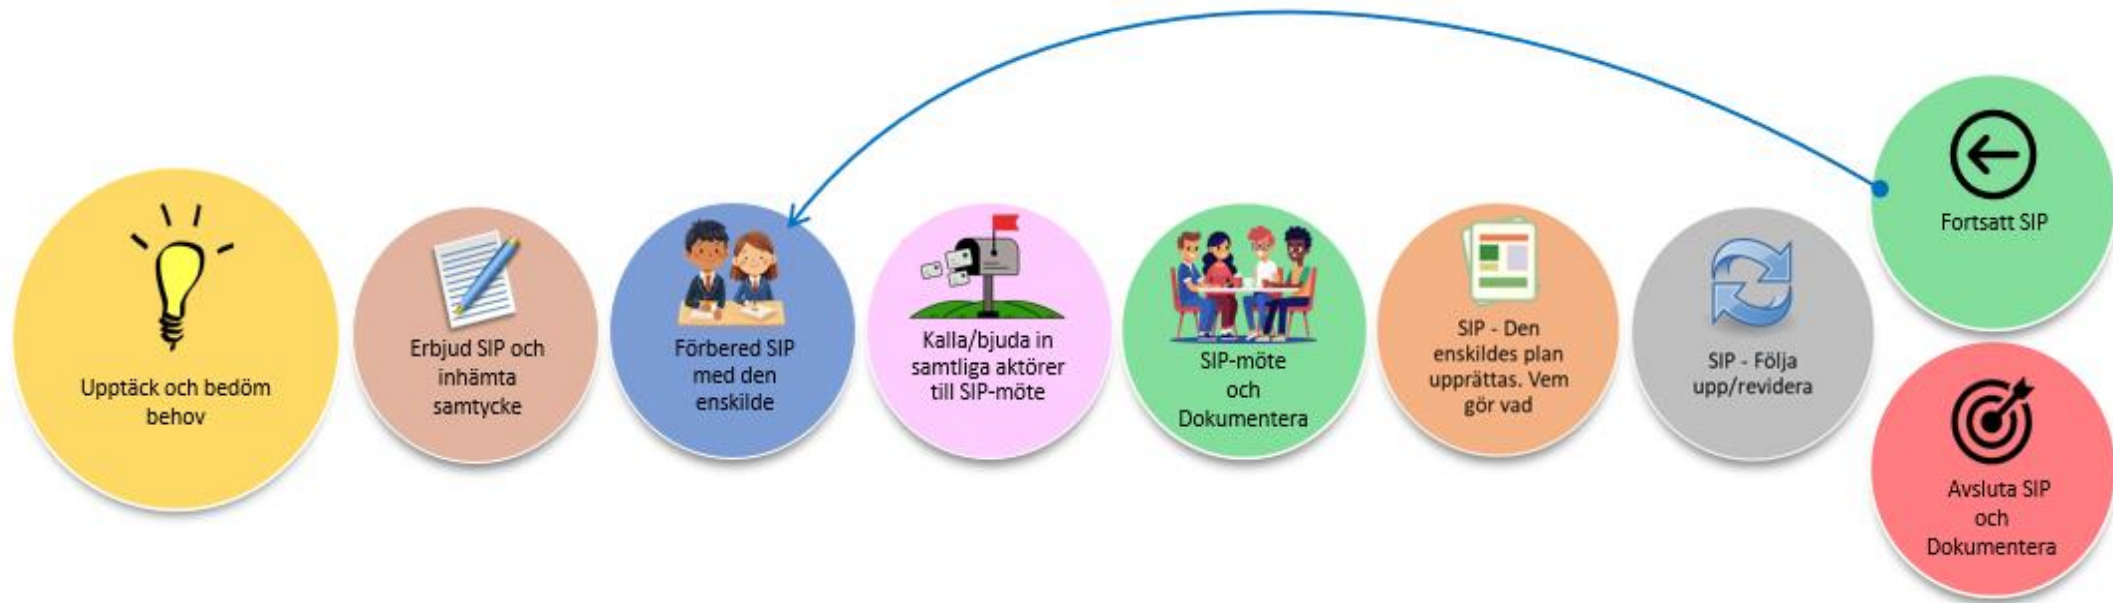 Upptäck och bedöm
behov
Erbjud SIP och
inhämta
samtycke
Förbered SIP
med den
enskilde
Kalla/bjuda in
samtliga aktörer
till SIP-möte
SIP-möte
och
Dokumentera
SIP - Den
enskildes plan
upprättas. Vem
gör vad
SIP - Följa
upp/revidera
Fortsatt SIP
Avsluta SIP
och
Dokumentera